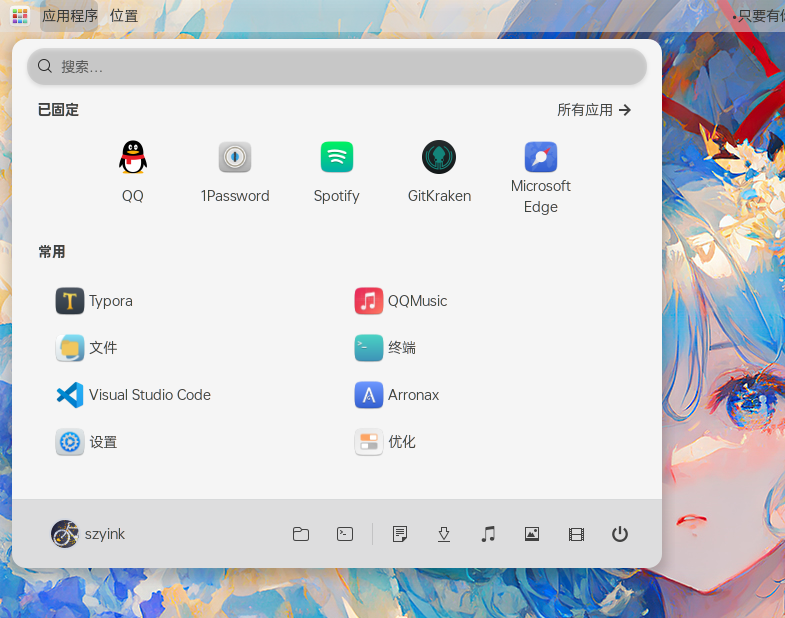 应用程序 位置
•只要有
搜索...
已固定 所有应用 →
QQ 1Password Spotify GitKraken Microsoft
Edge
常用
Typora QQMusic
文件 终端
Visual Studio Code Arronax
设置 优化
szyink